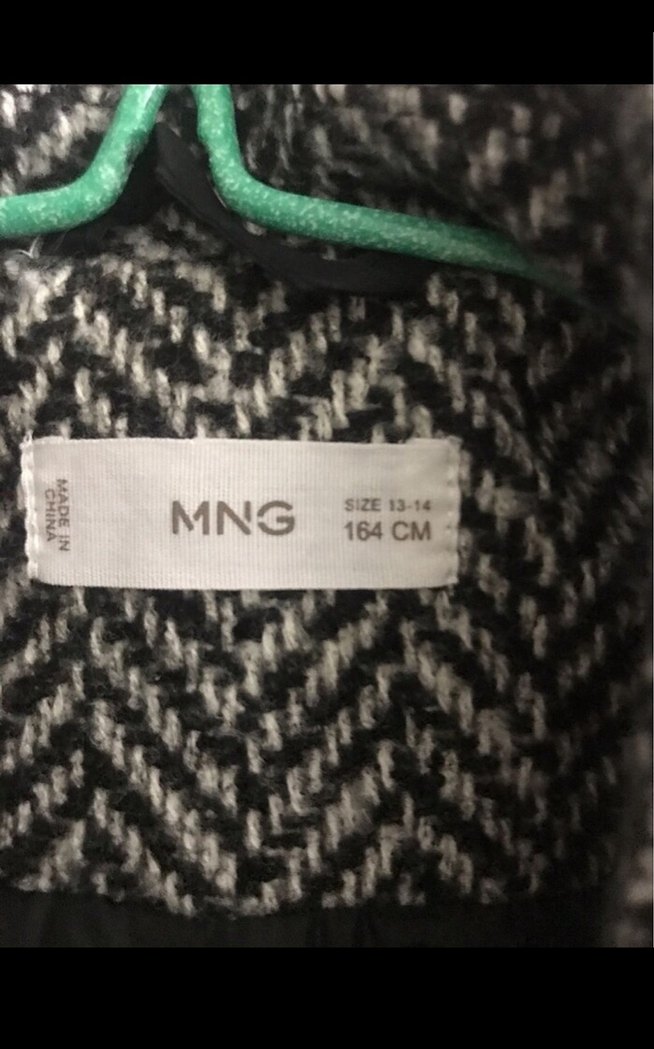 MADE IN
CHINA
MNG
SIZE 13-14
164 CM